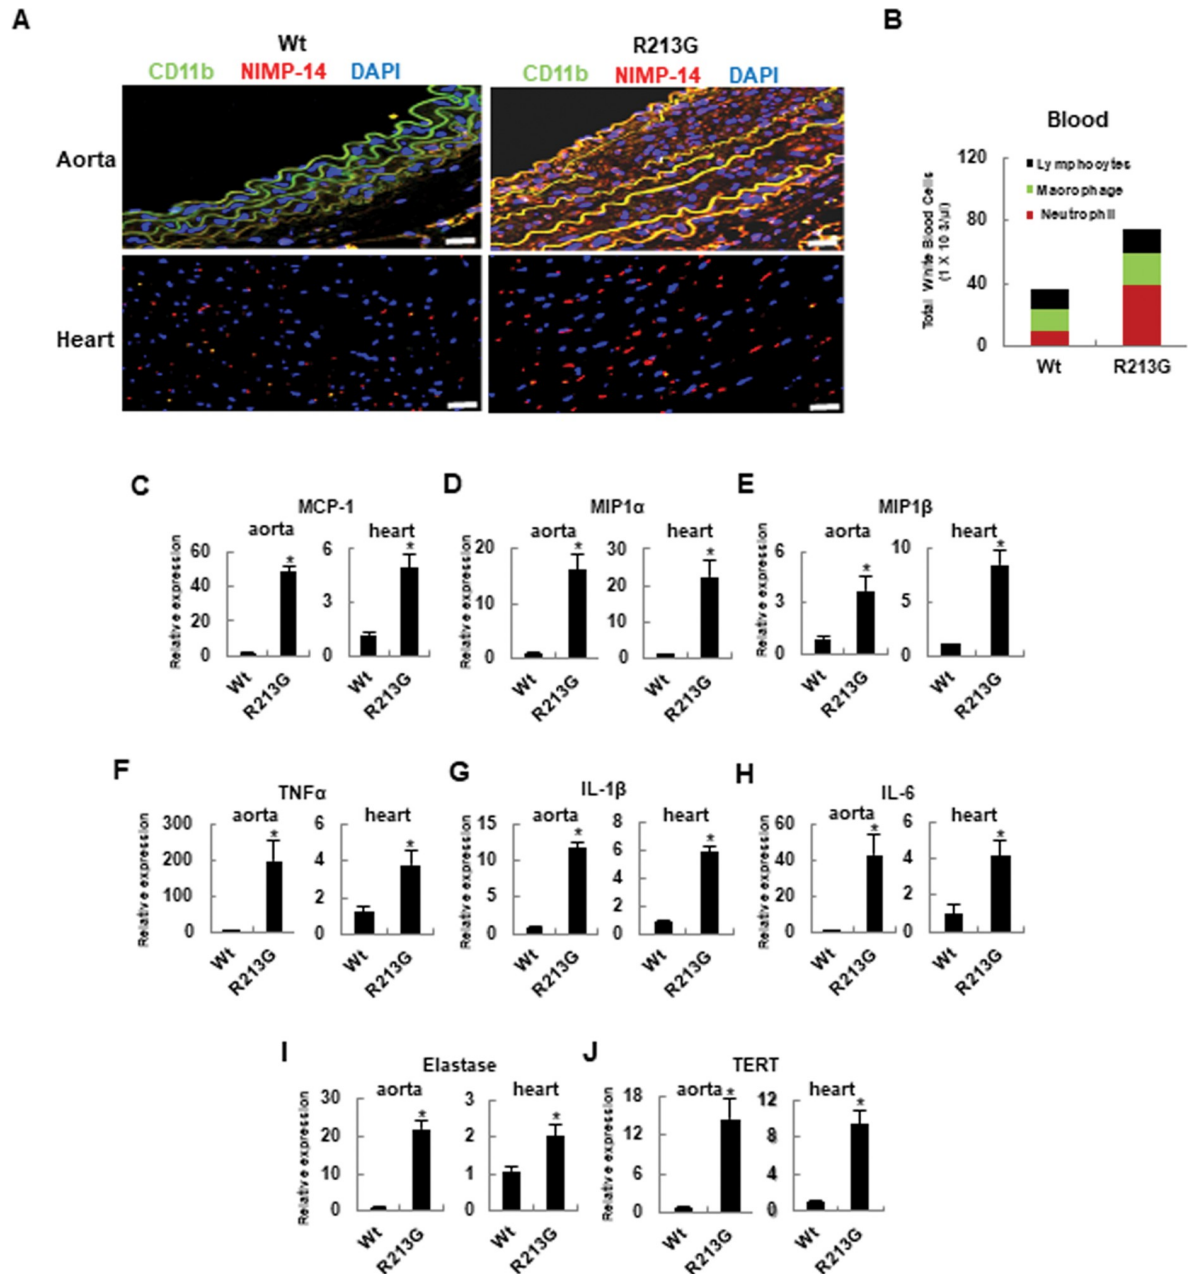 A
Wt
CD11b NIMP-14 DAPI
R213G
CD11b NIMP-14 DAPI
Aorta
Heart
B
Blood
Total White Blood Cells
(1 X 10 3/µl)
120
80
40
0
Lymphocytes
Maorophage
Neutrophil
Wt R213G
C
MCP-1
aorta heart
Relative expression
60
40
20
0
6
3
0
Wt R213G Wt R213G
D
MIP1α
aorta heart
20
10
0
30
20
10
0
* *
Wt R213G Wt R213G
E
MIP1β
aorta heart
Relative expression
6
3
0
10
5
0
* *
Wt R213G Wt R213G
F
TNFα
aorta heart
Relative expression
300
200
100
0
6
4
2
0
* *
Wt R213G Wt R213G
G
IL-1β
aorta heart
15
10
5
0
8
6
4
2
0
* *
Wt R213G Wt R213G
H
IL-6
aorta heart
Relative expression
60
40
20
0
6
4
2
0
* *
Wt R213G Wt R213G
I
Elastase
aorta heart
Relative expression
30
20
10
0
3
2
1
0
* *
Wt R213G Wt R213G
J
TERT
aorta heart
Relative expression
18
12
6
0
12
8
4
0
* *
Wt R213G Wt R213G